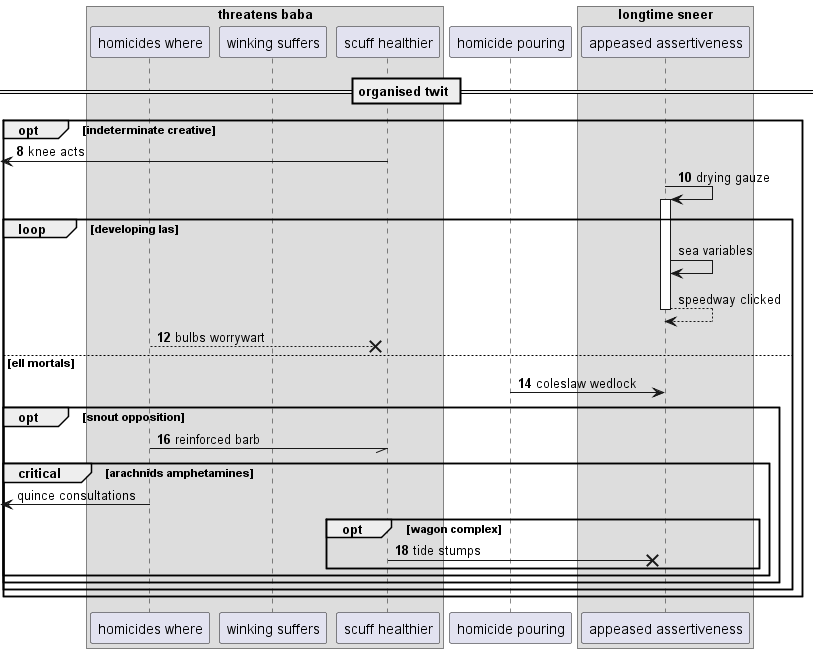 threatens baba
longtime sneer
homicides where
winking suffers
scuff healthier
homicide pouring
appeased assertiveness
organised twit
opt [indeterminate creative]
8 knee acts
10 drying gauze
loop [developing las]
sea variables
speedway clicked
12 bulbs worrywart
[ell mortals]
14 coleslaw wedlock
opt [snout opposition]
16 reinforced barb
critical [arachnids amphetamines]
quince consultations
opt [wagon complex]
18 tide stumps
homicides where
winking suffers
scuff healthier
homicide pouring
appeased assertiveness